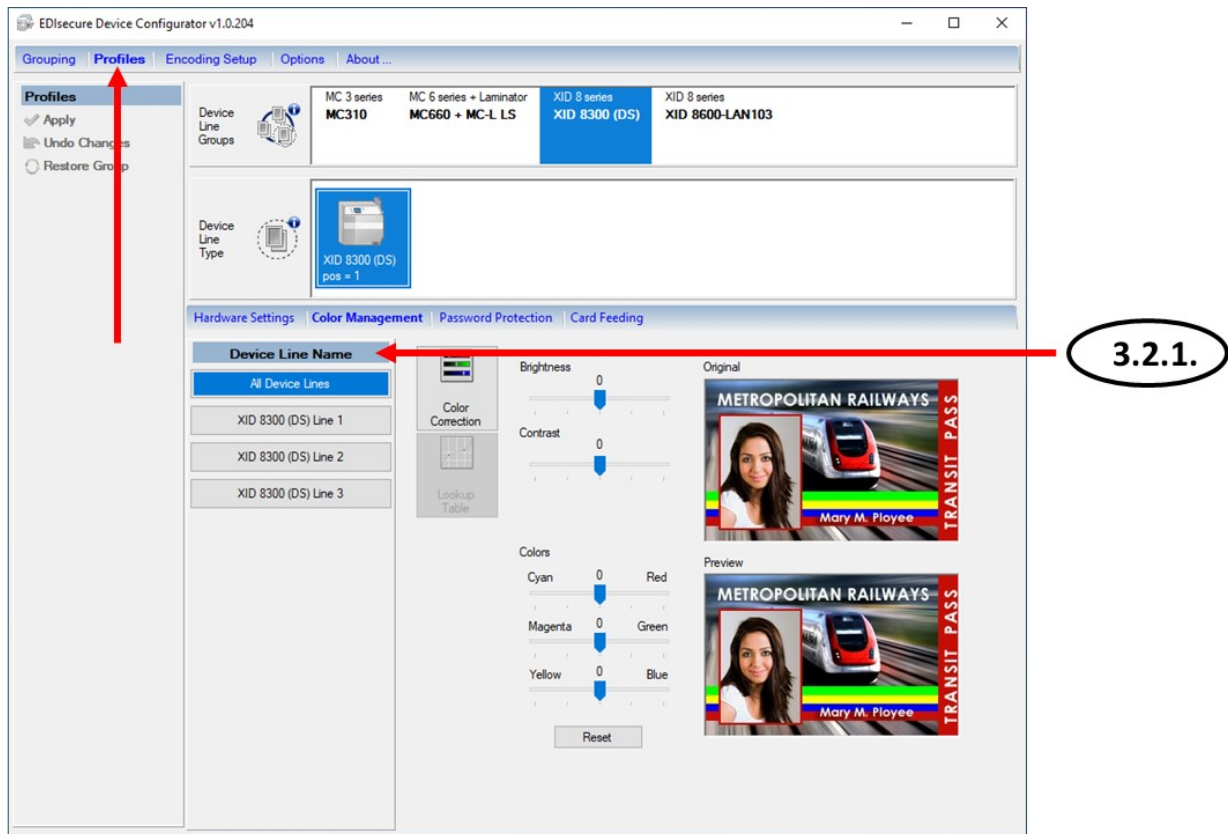 EDIsecure Device Configurator v1.0.204
Grouping Profiles Encoding Setup Options About ...
Profiles
Apply
Undo Changes
Restore Group
Device
Line
Groups
MC 3 series
MC310
MC 6 series + Laminator
MC660 + MC-L LS
XID 8 series
XID 8300 (DS)
XID 8 series
XID 8600-LAN103
Device
Line
Type
XID 8300 (DS)
pos = 1
Hardware Settings Color Management Password Protection Card Feeding
Device Line Name
All Device Lines
XID 8300 (DS) Line 1
XID 8300 (DS) Line 2
XID 8300 (DS) Line 3
Color
Correction
Lookup
Table
Brightness
0
Contrast
0
Colors
Cyan 0 Red
Magenta 0 Green
Yellow 0 Blue
Reset
Original
METROPOLITAN RAILWAYS
TRANSIT PASS
Mary M. Ployee
Preview
METROPOLITAN RAILWAYS
TRANSIT PASS
Mary M. Ployee
3.2.1.